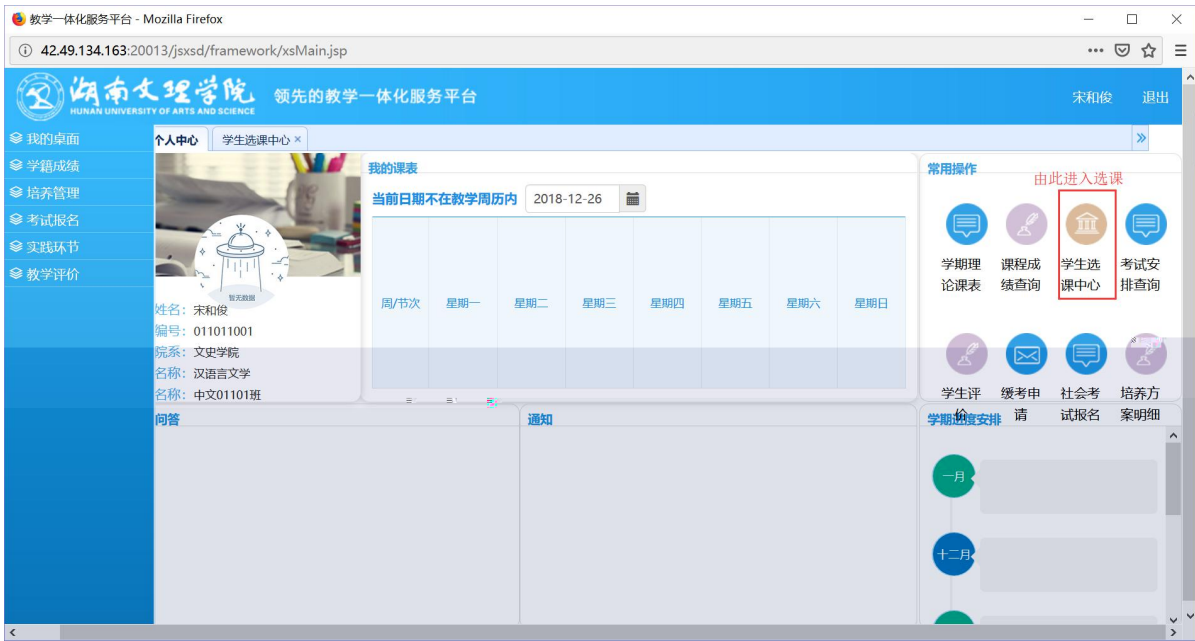 教学一体化服务平台 - Mozilla Firefox
42.49.134.163:20013/jsxsd/framework/xsMain.jsp
湖南文理学院
HUNAN UNIVERSITY OF ARTS AND SCIENCE
领先的教学一体化服务平台
宋和俊 退出
我的桌面
学籍成绩
培养管理
考试报名
实践环节
教学评价
个人中心 学生选课中心 ×
暂无数据
姓名：宋和俊
编号：011011001
院系：文史学院
名称：汉语言文学
名称：中文01101班
我的课表
当前日期不在教学周历内 2018-12-26
周/节次 星期一 星期二 星期三 星期四 星期五 星期六 星期日
常用操作
由此进入选课
学期理论课表
课程成绩查询
学生选课中心
考试安排查询
学生评价
缓考申请
社会考试报名
培养方案明细
问答
通知
学期进度安排
一月
十二月